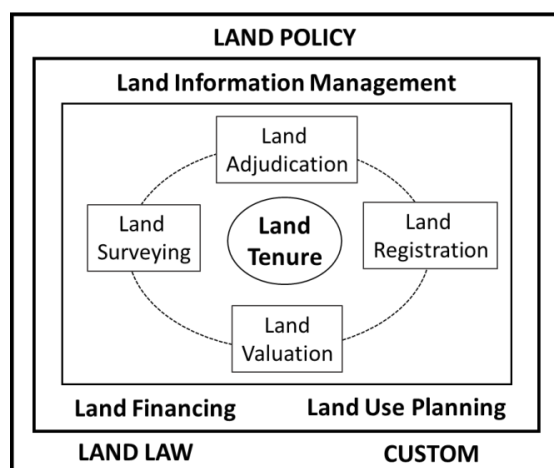 LAND POLICY
Land Information Management
Land
Adjudication
Land
Surveying
Land
Tenure
Land
Registration
Land
Valuation
Land Financing
Land Use Planning
LAND LAW
CUSTOM